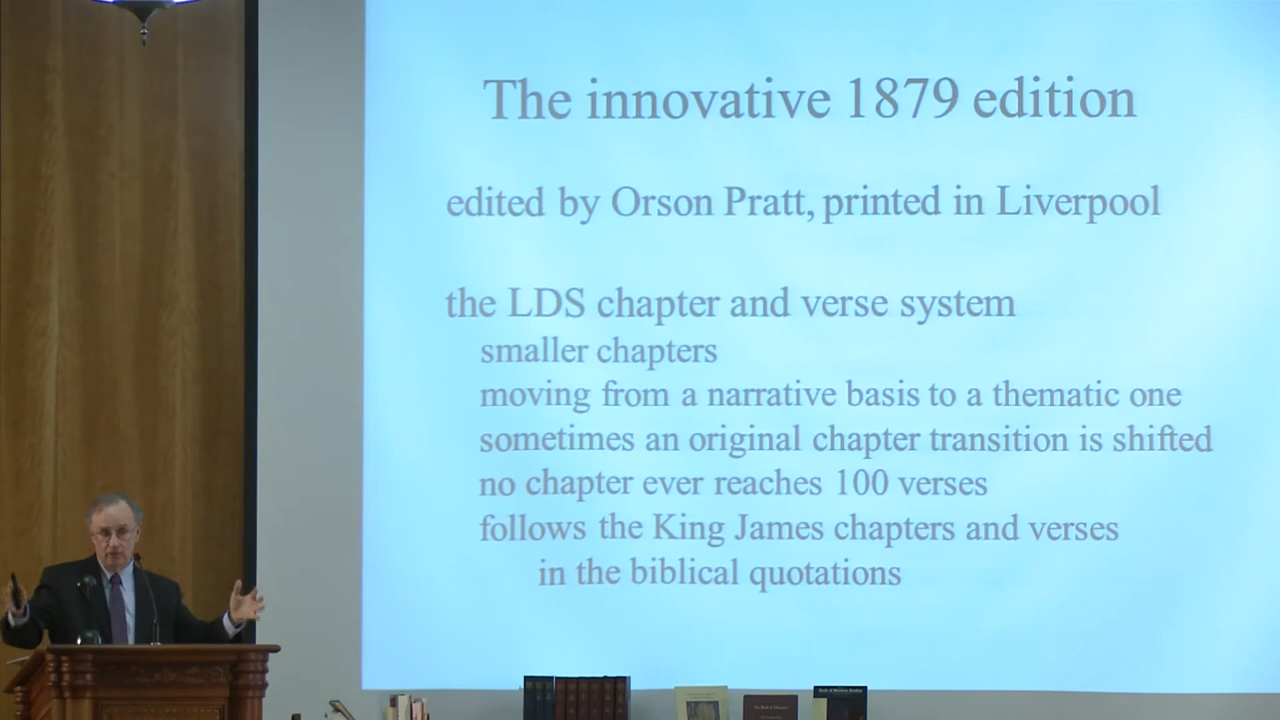 The innovative 1879 edition
edited by Orson Pratt, printed in Liverpool
the LDS chapter and verse system
smaller chapters
moving from a narrative basis to a thematic one
sometimes an original chapter transition is shifted
no chapter ever reaches 100 verses
follows the King James chapters and verses
in the biblical quotations